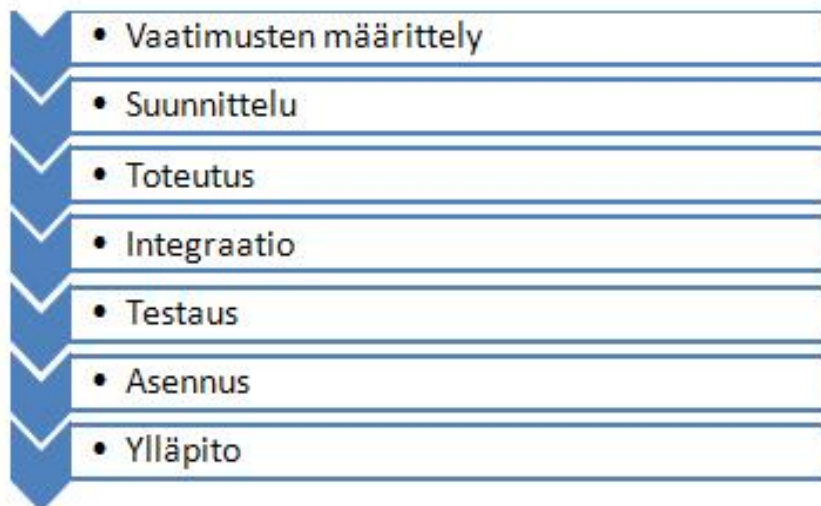 • Vaatimusten määrittely
• Suunnittelu
• Toteutus
• Integraatio
• Testaus
• Asennus
• Ylläpito